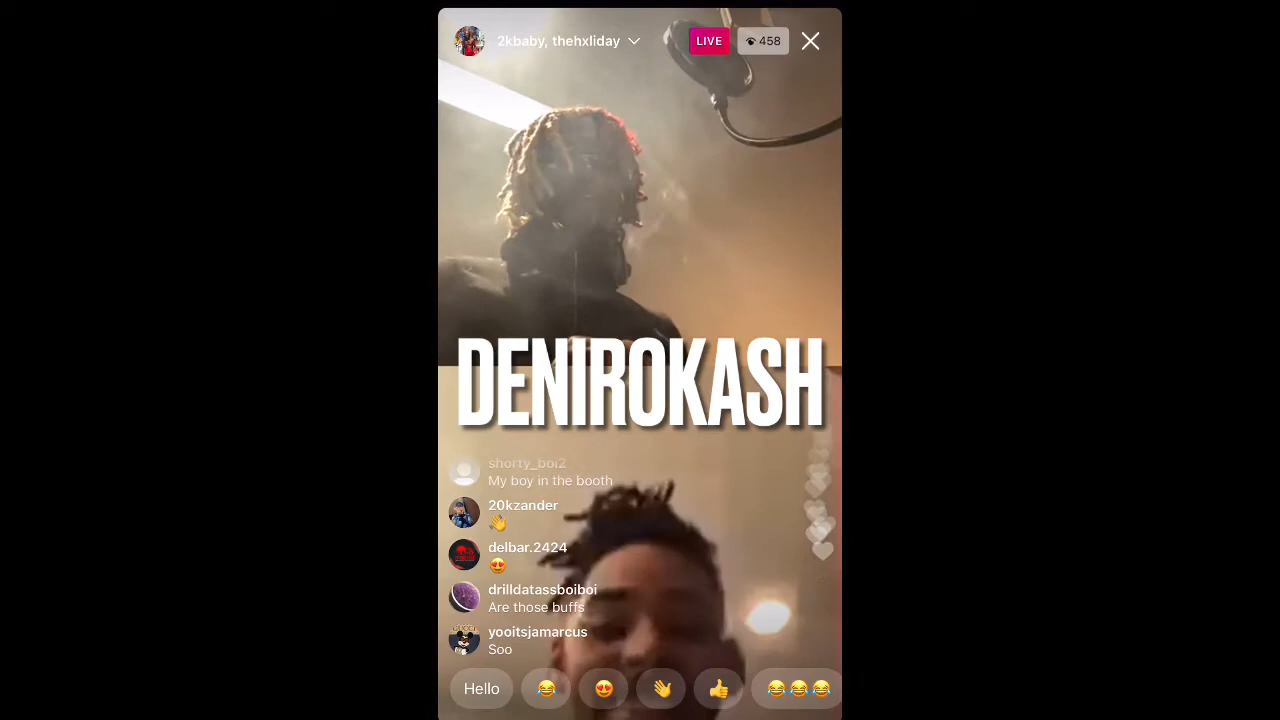 2kbaby, thehxliday
LIVE
458
DENIROKASH
shorty_boi2
My boy in the booth
20kzander
👋
delbar.2424
😍
drilldatassboiboi
Are those buffs
yooitsjamarcus
Soo
Hello 😂 😍 👋 👍 😂😂😂